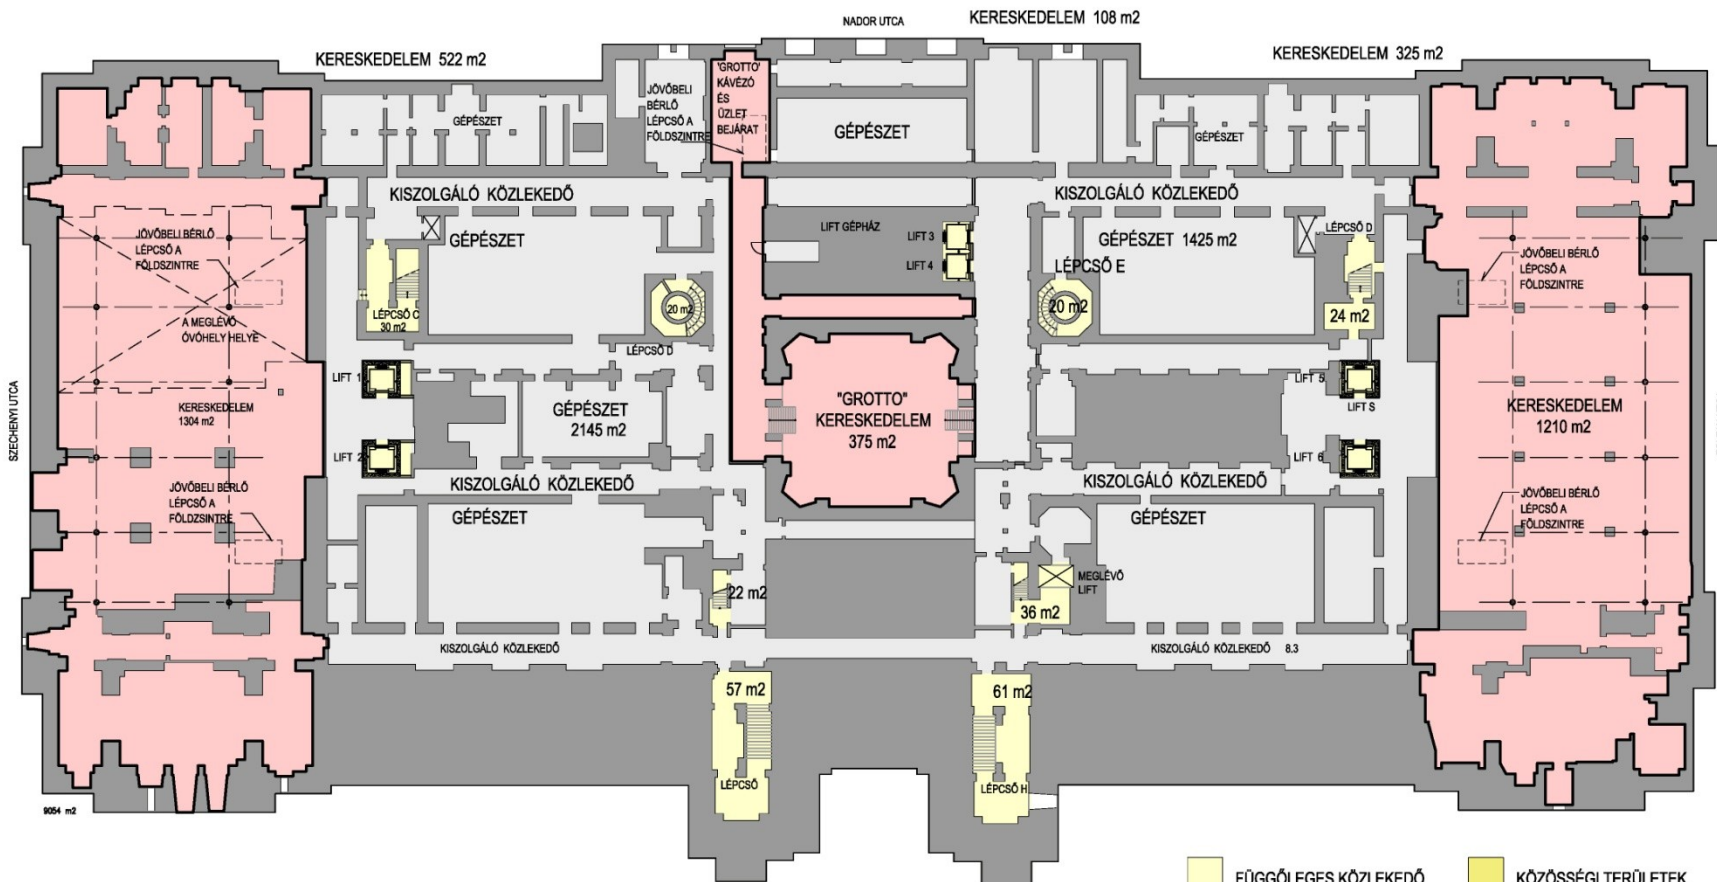 NADOR UTCA
KERESKEDELEM 108 m2
KERESKEDELEM 522 m2
KERESKEDELEM 325 m2
'GROTTO'
KÁVÉZÓ
ÉS
ÜZLET
BEJÁRAT
JÖVŐBELI
BÉRLŐ
LÉPCSŐ A
FÖLDSZINTRE
GÉPÉSZET
GÉPÉSZET
GÉPÉSZET
KISZOLGÁLÓ KÖZLEKEDŐ
KISZOLGÁLÓ KÖZLEKEDŐ
JÖVŐBELI BÉRLŐ
LÉPCSŐ A
FÖLDSZINTRE
GÉPÉSZET
LIFT GÉPHÁZ
LIFT 3
LIFT 4
GÉPÉSZET 1425 m2
LÉPCSŐ D
LÉPCSŐ E
JÖVŐBELI BÉRLŐ
LÉPCSŐ A
FÖLDSZINTRE
A MEGLÉVŐ
ÓVÓHELY HELYE
LÉPCSŐ C
30 m2
20 m2
20 m2
24 m2
LÉPCSŐ D
LIFT 1
LIFT 5
LIFT S
SZECHENYI UTCA
KERESKEDELEM
1304 m2
GÉPÉSZET
2145 m2
"GROTTO"
KERESKEDELEM
375 m2
KERESKEDELEM
1210 m2
LIFT 2
LIFT 6
KISZOLGÁLÓ KÖZLEKEDŐ
KISZOLGÁLÓ KÖZLEKEDŐ
JÖVŐBELI BÉRLŐ
LÉPCSŐ A
FÖLDZSINTRE
GÉPÉSZET
GÉPÉSZET
JÖVŐBELI BÉRLŐ
LÉPCSŐ A
FÖLDSZINTRE
22 m2
36 m2
MEGLÉVŐ
LIFT
KISZOLGÁLÓ KÖZLEKEDŐ
KISZOLGÁLÓ KÖZLEKEDŐ 8.3
57 m2
61 m2
LÉPCSŐ
LÉPCSŐ H
9054 m2
FÜGGŐLEGES KÖZLEKEDŐ
KÖZÖSSÉGI TERÜLETEK